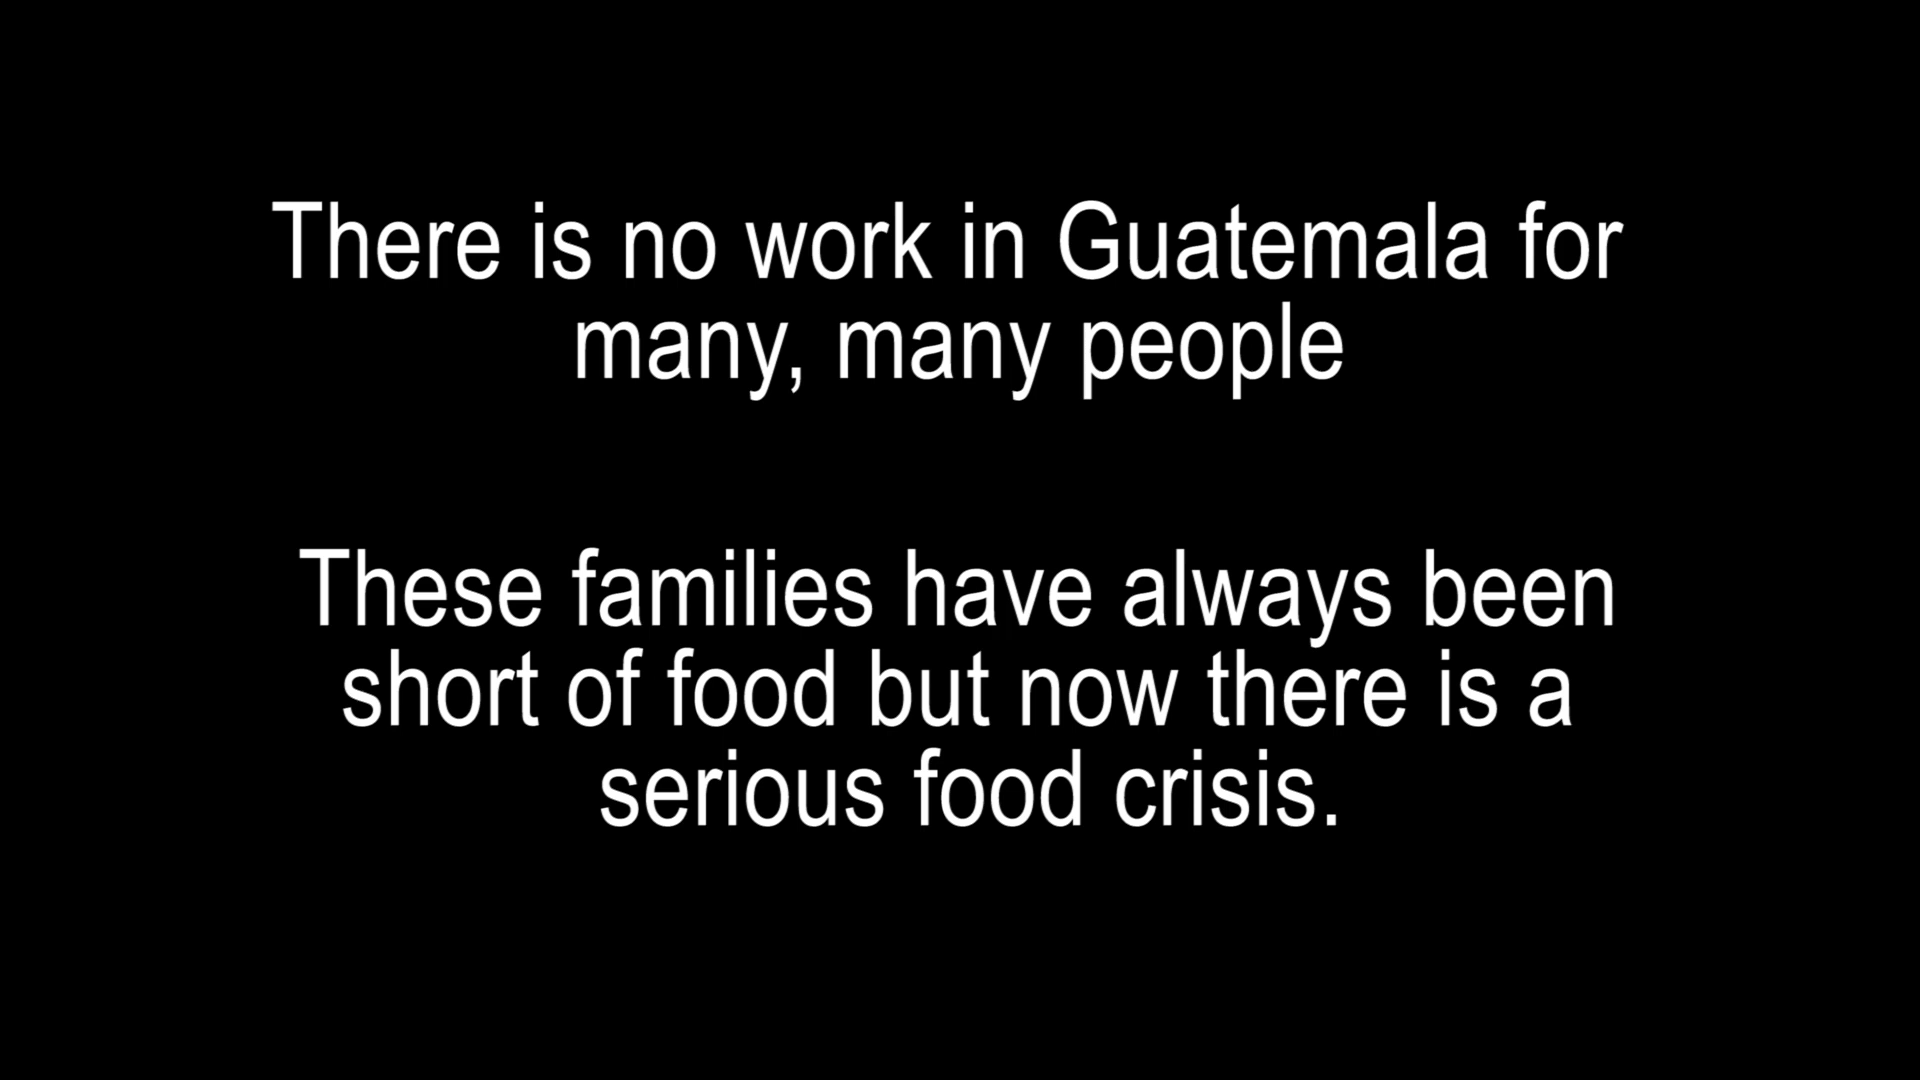 There is no work in Guatemala for
many, many people
These families have always been
short of food but now there is a
serious food crisis.